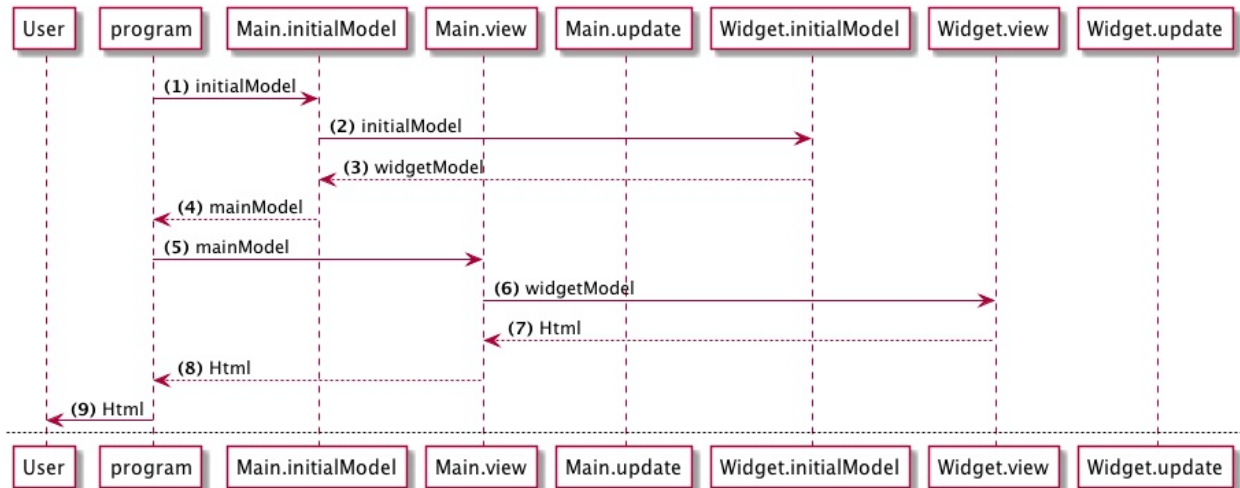 User program Main.initialModel Main.view Main.update Widget.initialModel Widget.view Widget.update
(1) initialModel
(2) initialModel
(3) widgetModel
(4) mainModel
(5) mainModel
(6) widgetModel
(7) Html
(8) Html
(9) Html
User program Main.initialModel Main.view Main.update Widget.initialModel Widget.view Widget.update